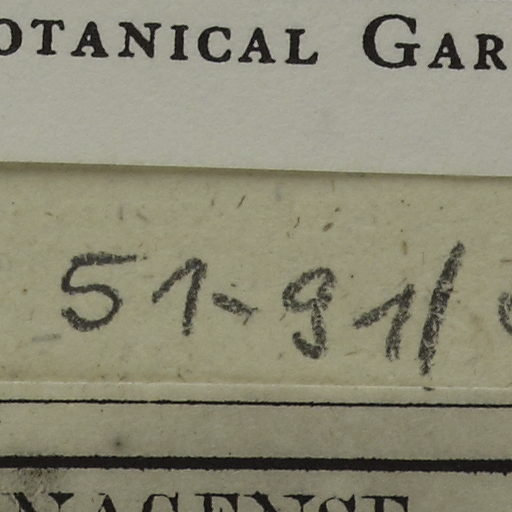 OTANICAL GAR
51-91/
NAGENSE